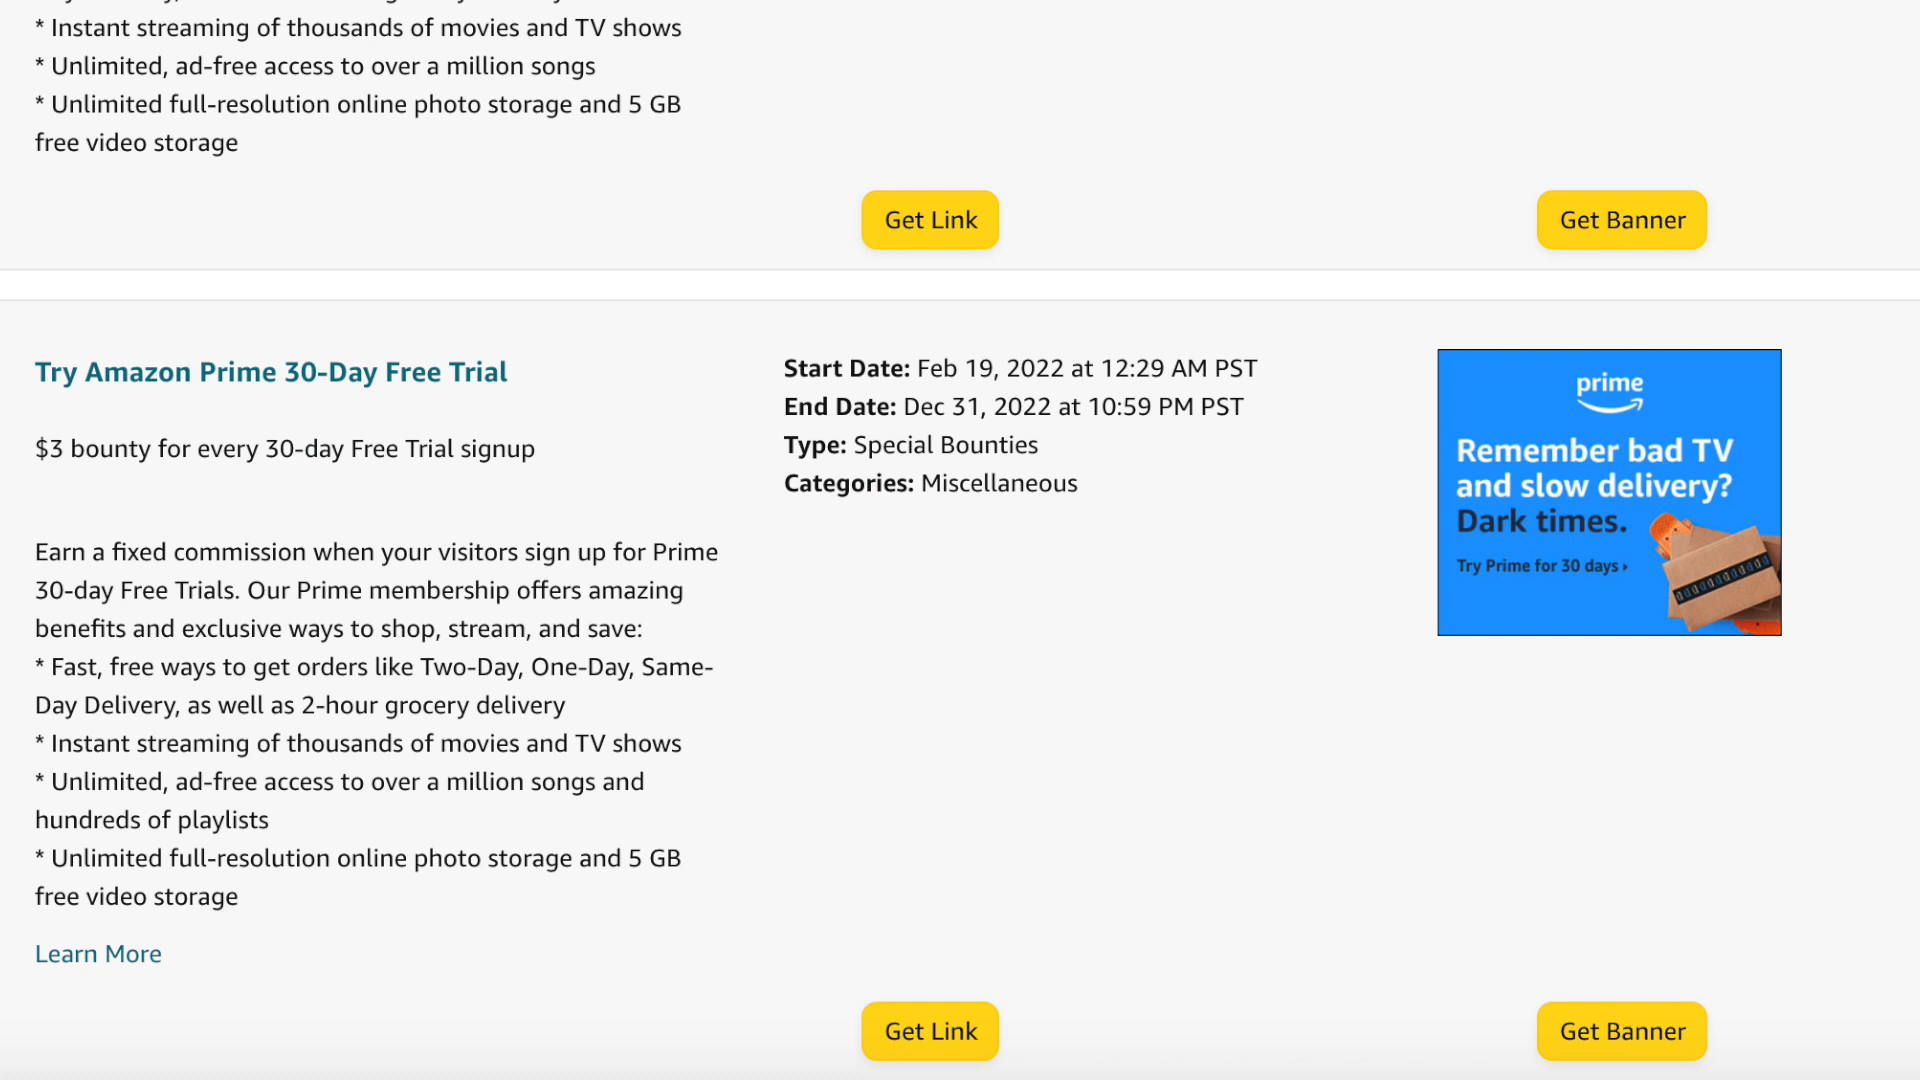 * Instant streaming of thousands of movies and TV shows
* Unlimited, ad-free access to over a million songs
* Unlimited full-resolution online photo storage and 5 GB
free video storage
Get Link
Get Banner
Try Amazon Prime 30-Day Free Trial
$3 bounty for every 30-day Free Trial signup
Earn a fixed commission when your visitors sign up for Prime
30-day Free Trials. Our Prime membership offers amazing
benefits and exclusive ways to shop, stream, and save:
* Fast, free ways to get orders like Two-Day, One-Day, Same-
Day Delivery, as well as 2-hour grocery delivery
* Instant streaming of thousands of movies and TV shows
* Unlimited, ad-free access to over a million songs and
hundreds of playlists
* Unlimited full-resolution online photo storage and 5 GB
free video storage
Learn More
Start Date: Feb 19, 2022 at 12:29 AM PST
End Date: Dec 31, 2022 at 10:59 PM PST
Type: Special Bounties
Categories: Miscellaneous
prime
Remember bad TV
and slow delivery?
Dark times.
Try Prime for 30 days ›
Get Link
Get Banner